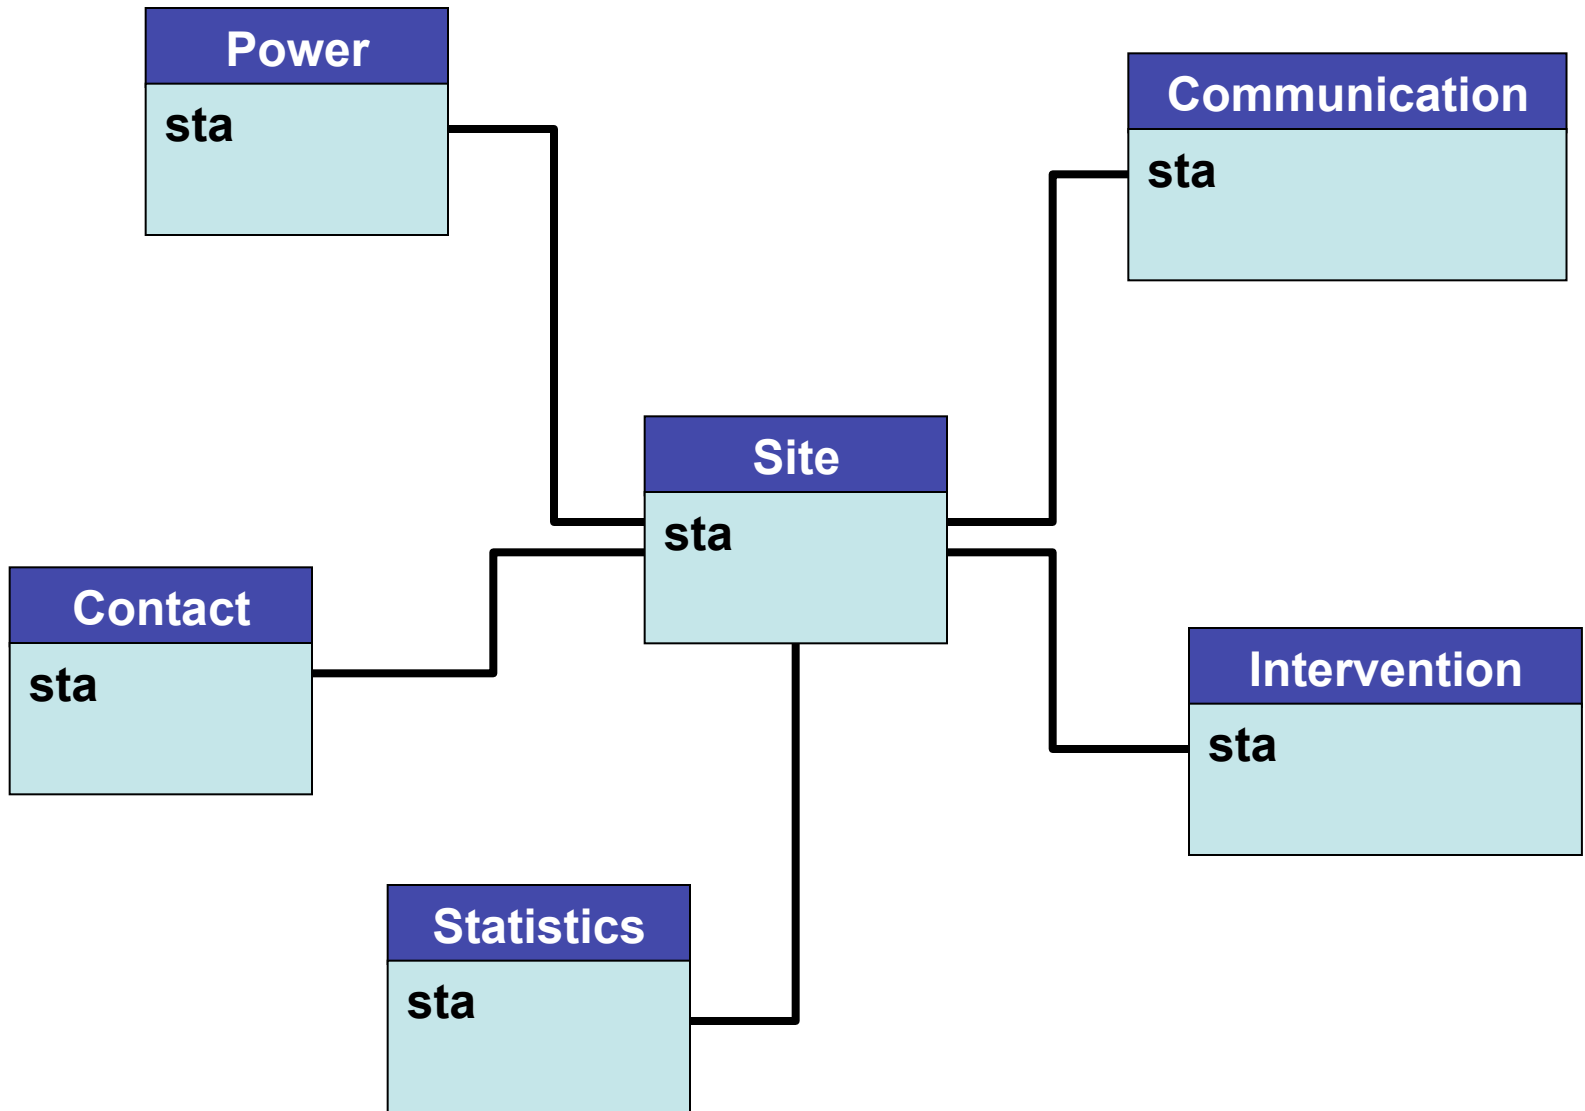 Power
sta
Communication
sta
Site
sta
Contact
sta
Intervention
sta
Statistics
sta